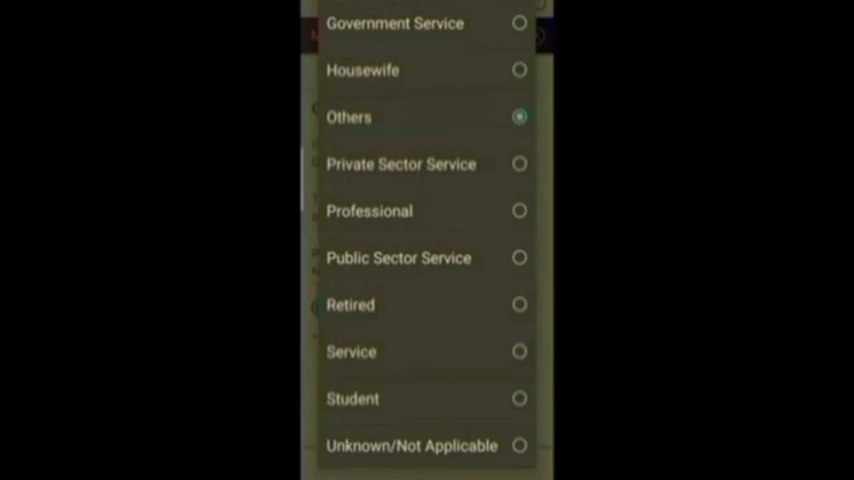 Government Service
Housewife
Others
Private Sector Service
Professional
Public Sector Service
Retired
Service
Student
Unknown/Not Applicable